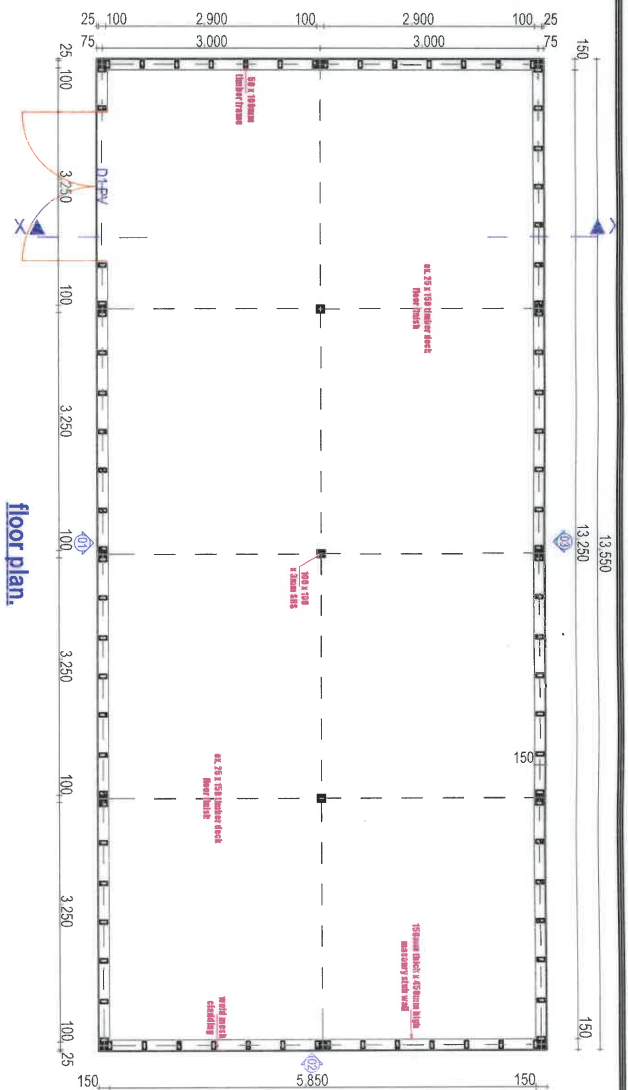 25 100 2,900 2,900 100 25
75 3,000 3,000 75
25
100
3,250
100
3,250
100
3,250
100
3,250
100
25
150
13,550
13,250
150
50 x 100mm
timber frame
D1-PV
X
X
ex. 25 x 150 timber deck
floor finish
01
03
100 x 100
x 3mm SHS
150
ex. 25 x 150 timber deck
floor finish
150mm thick x 450mm high
masonry stub wall
weld mesh
cladding
02
150 5,850 150
floor plan.